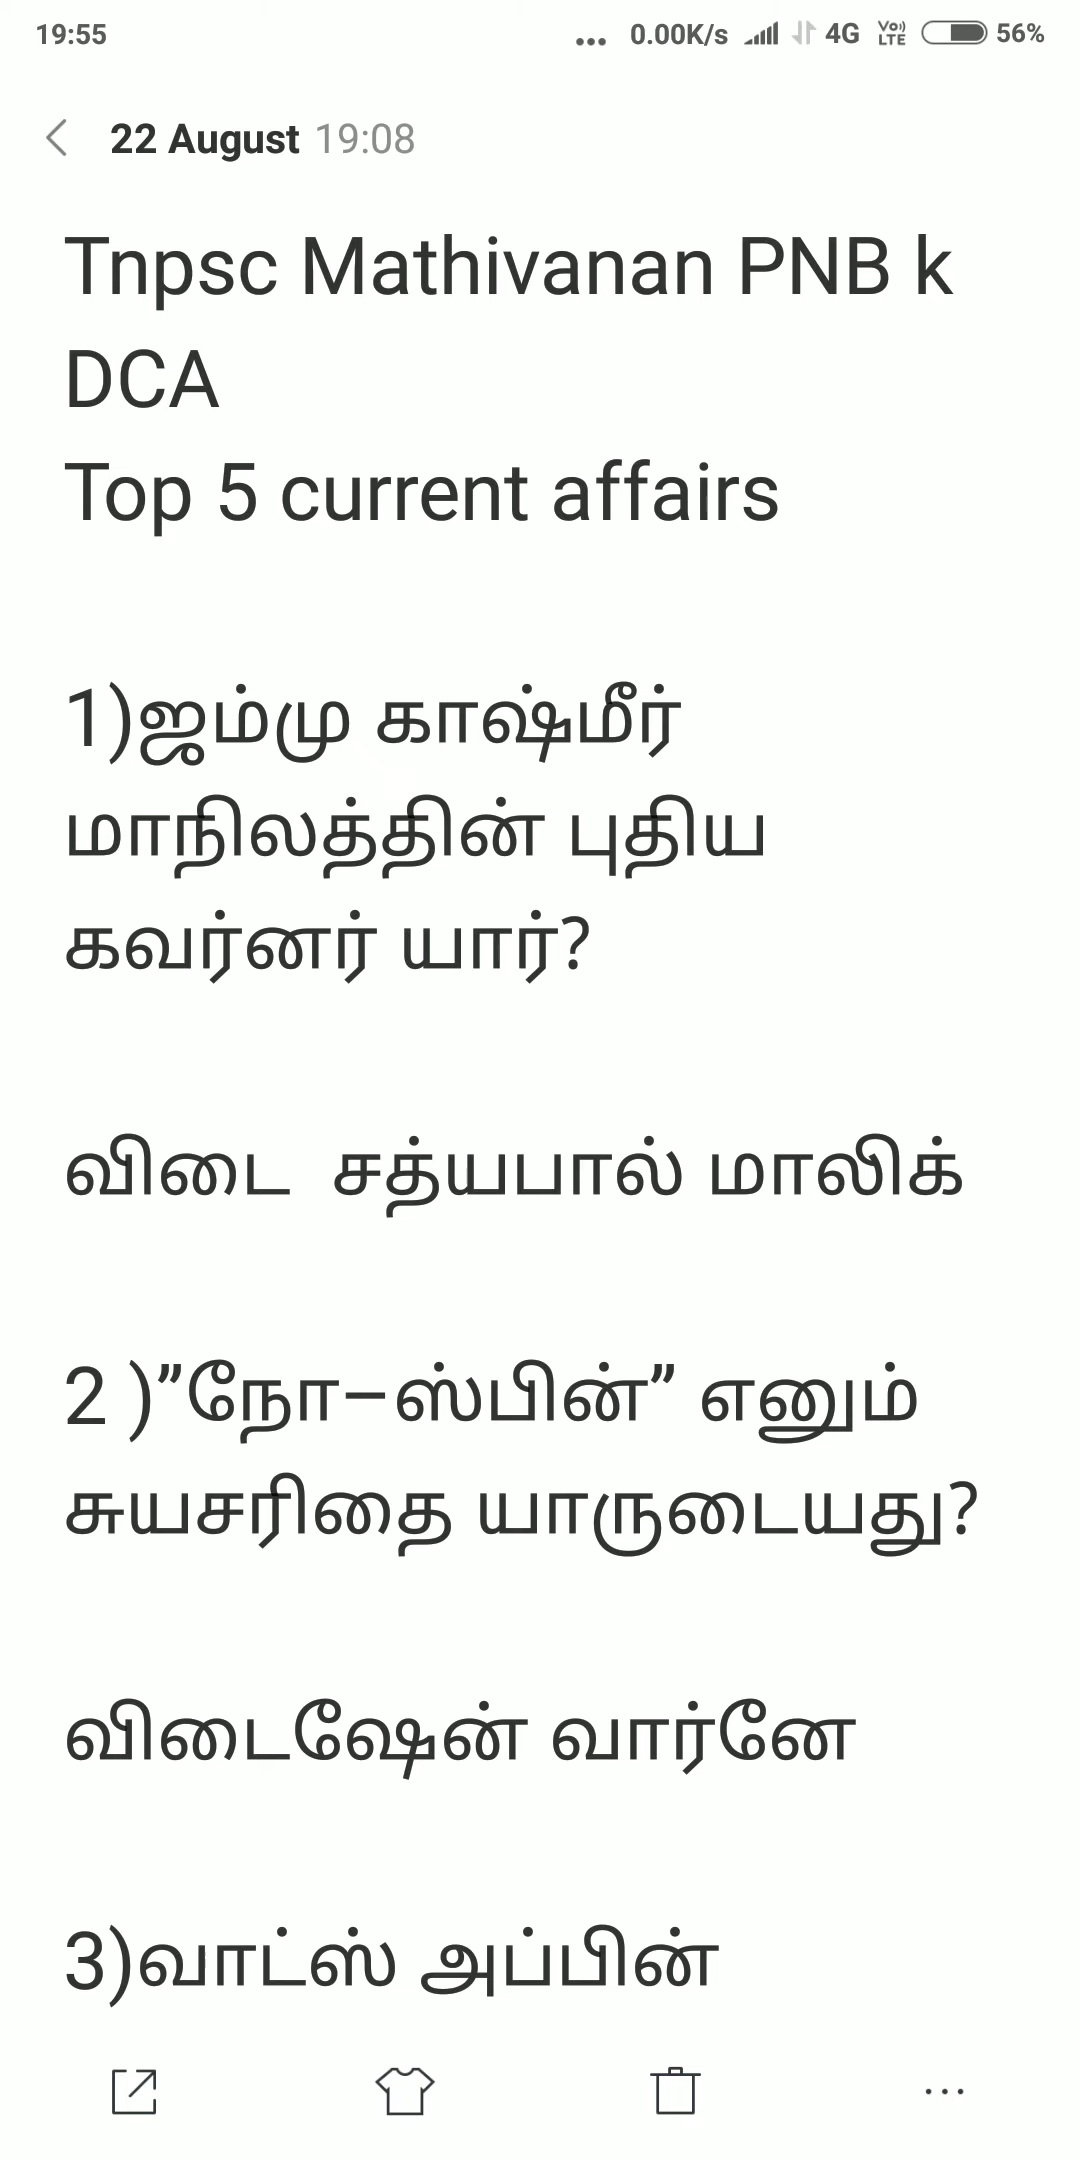 19:55 ... 0.00K/s 4G VoLTE 56%
22 August 19:08
Tnpsc Mathivanan PNB k
DCA
Top 5 current affairs
1)ஜம்மு காஷ்மீர்
மாநிலத்தின் புதிய
கவர்னர் யார்?
விடை  சத்யபால் மாலிக்
2 )”நோ–ஸ்பின்” எனும்
சுயசரிதை யாருடையது?
விடைஷேன் வார்னே
3)வாட்ஸ் அப்பின்